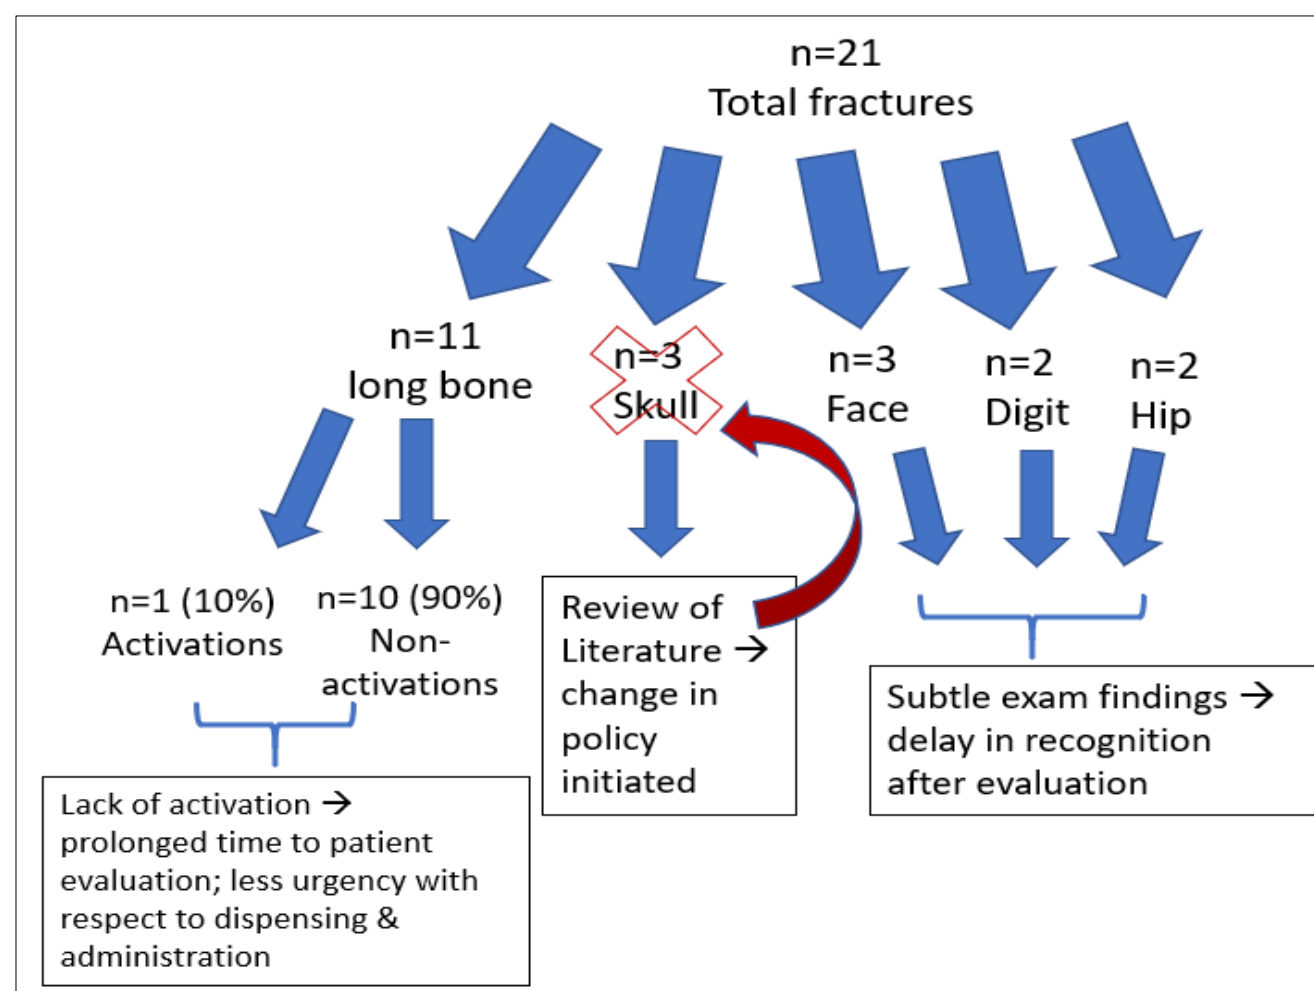 n=21
Total fractures
n=11
long bone
n=3
Skull
n=3
Face
n=2
Digit
n=2
Hip
n=1 (10%)
Activations
n=10 (90%)
Non-
activations
Review of
Literature →
change in
policy
initiated
Subtle exam findings →
delay in recognition
after evaluation
Lack of activation →
prolonged time to patient
evaluation; less urgency with
respect to dispensing &
administration